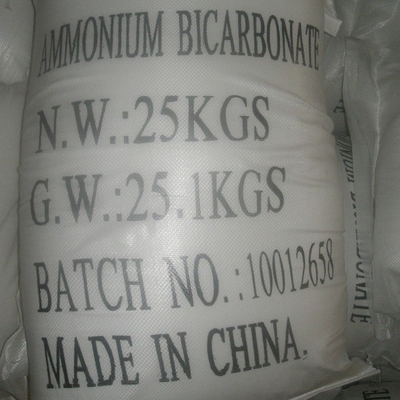 AMMONIUM BICARBONATE
N.W.:25KGS
G.W.:25.1KGS
BATCH NO.:10012658
MADE IN CHINA.